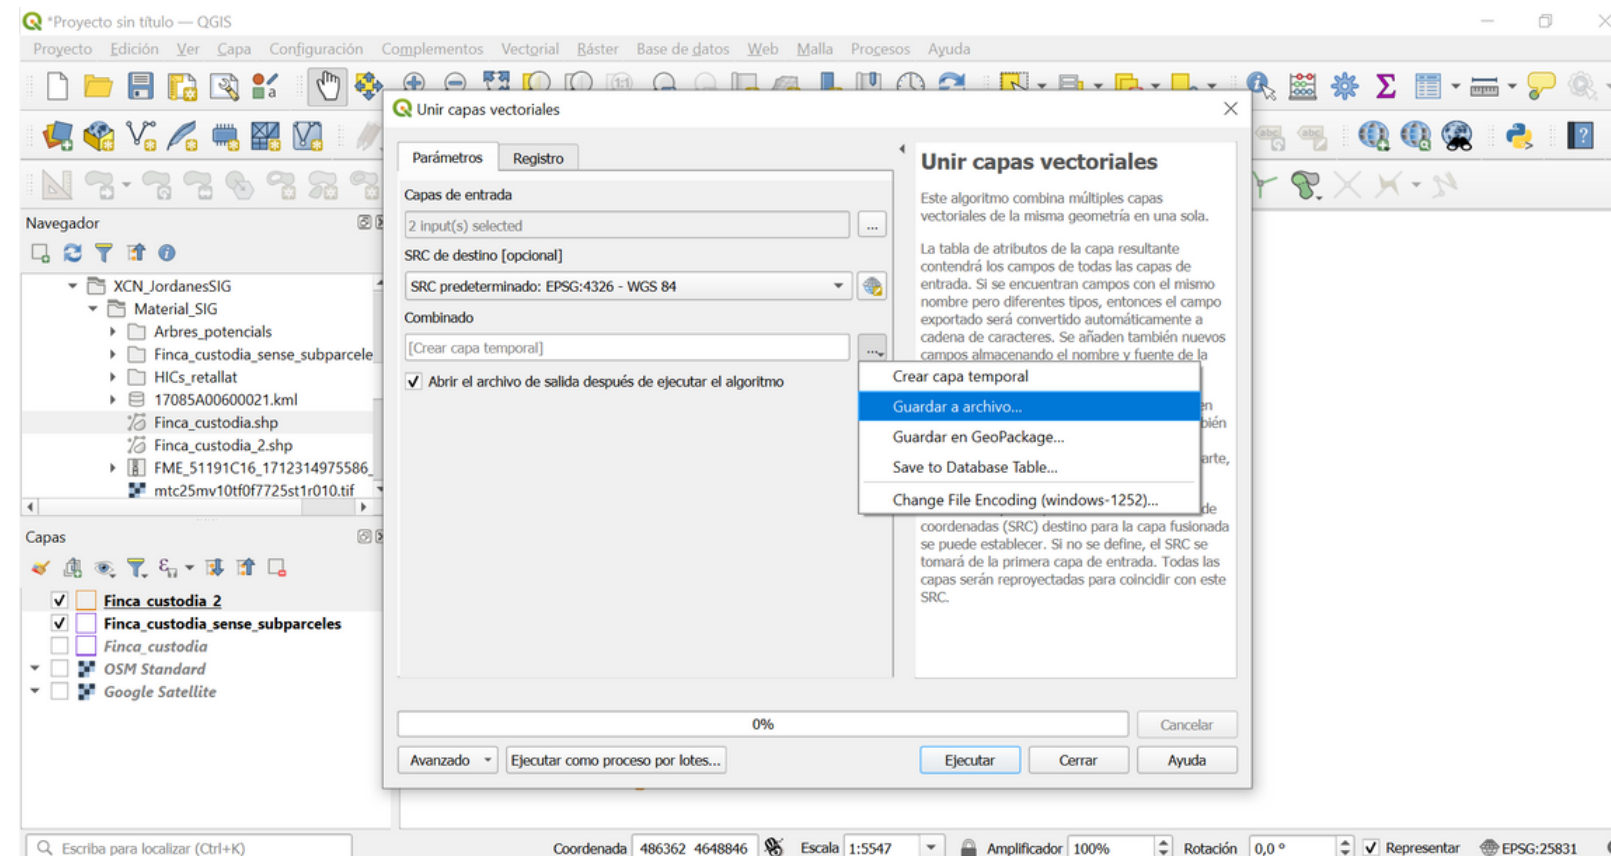 *Proyecto sin título — QGIS
Proyecto Edición Ver Capa Configuración Complementos Vectorial Ráster Base de datos Web Malla Procesos Ayuda
Unir capas vectoriales
Parámetros Registro
Capas de entrada
2 input(s) selected
...
SRC de destino [opcional]
SRC predeterminado: EPSG:4326 - WGS 84
Combinado
[Crear capa temporal]
...
Abrir el archivo de salida después de ejecutar el algoritmo
Unir capas vectoriales
Este algoritmo combina múltiples capas
vectoriales de la misma geometría en una sola.
La tabla de atributos de la capa resultante
contendrá los campos de todas las capas de
entrada. Si se encuentran campos con el mismo
nombre pero diferentes tipos, entonces el campo
exportado será convertido automáticamente a
cadena de caracteres. Se añaden también nuevos
campos almacenando el nombre y fuente de la
Crear capa temporal
Guardar a archivo...
Guardar en GeoPackage...
Save to Database Table...
Change File Encoding (windows-1252)...
coordenadas (SRC) destino para la capa fusionada
se puede establecer. Si no se define, el SRC se
tomará de la primera capa de entrada. Todas las
capas serán reproyectadas para coincidir con este
SRC.
0%
Cancelar
Avanzado Ejecutar como proceso por lotes... Ejecutar Cerrar Ayuda
Navegador
XCN_JordanesSIG
Material_SIG
Arbres_potencials
Finca_custodia_sense_subparcele
HICs_retallat
17085A00600021.kml
Finca_custodia.shp
Finca_custodia_2.shp
FME_51191C16_1712314975586_
mtc25mv10tf0f7725st1r010.tif
Capas
Finca_custodia_2
Finca_custodia_sense_subparceles
Finca_custodia
OSM Standard
Google Satellite
Escriba para localizar (Ctrl+K)
Coordenada 486362 4648846 Escala 1:5547 Amplificador 100% Rotación 0,0 ° Representar EPSG:25831